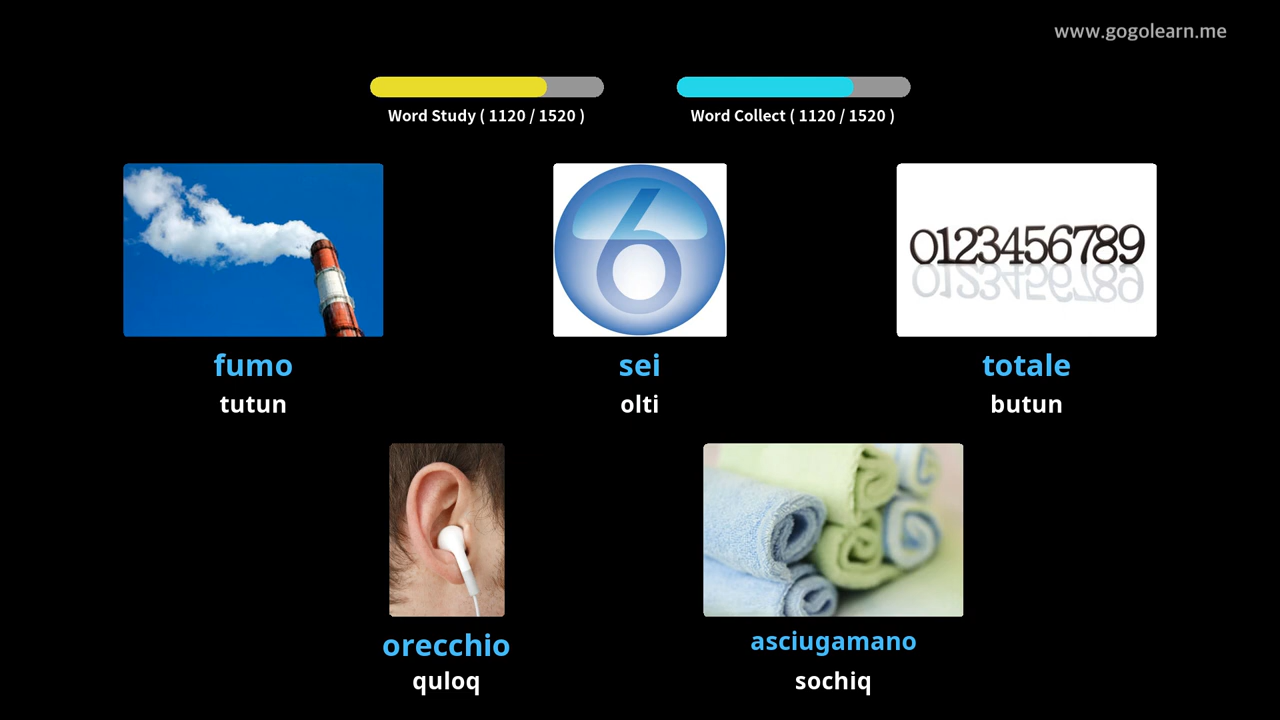 www.gogolearn.me
Word Study ( 1120 / 1520 )
Word Collect ( 1120 / 1520 )
6
0123456789
fumo
sei
totale
tutun
olti
butun
orecchio
asciugamano
quloq
sochiq